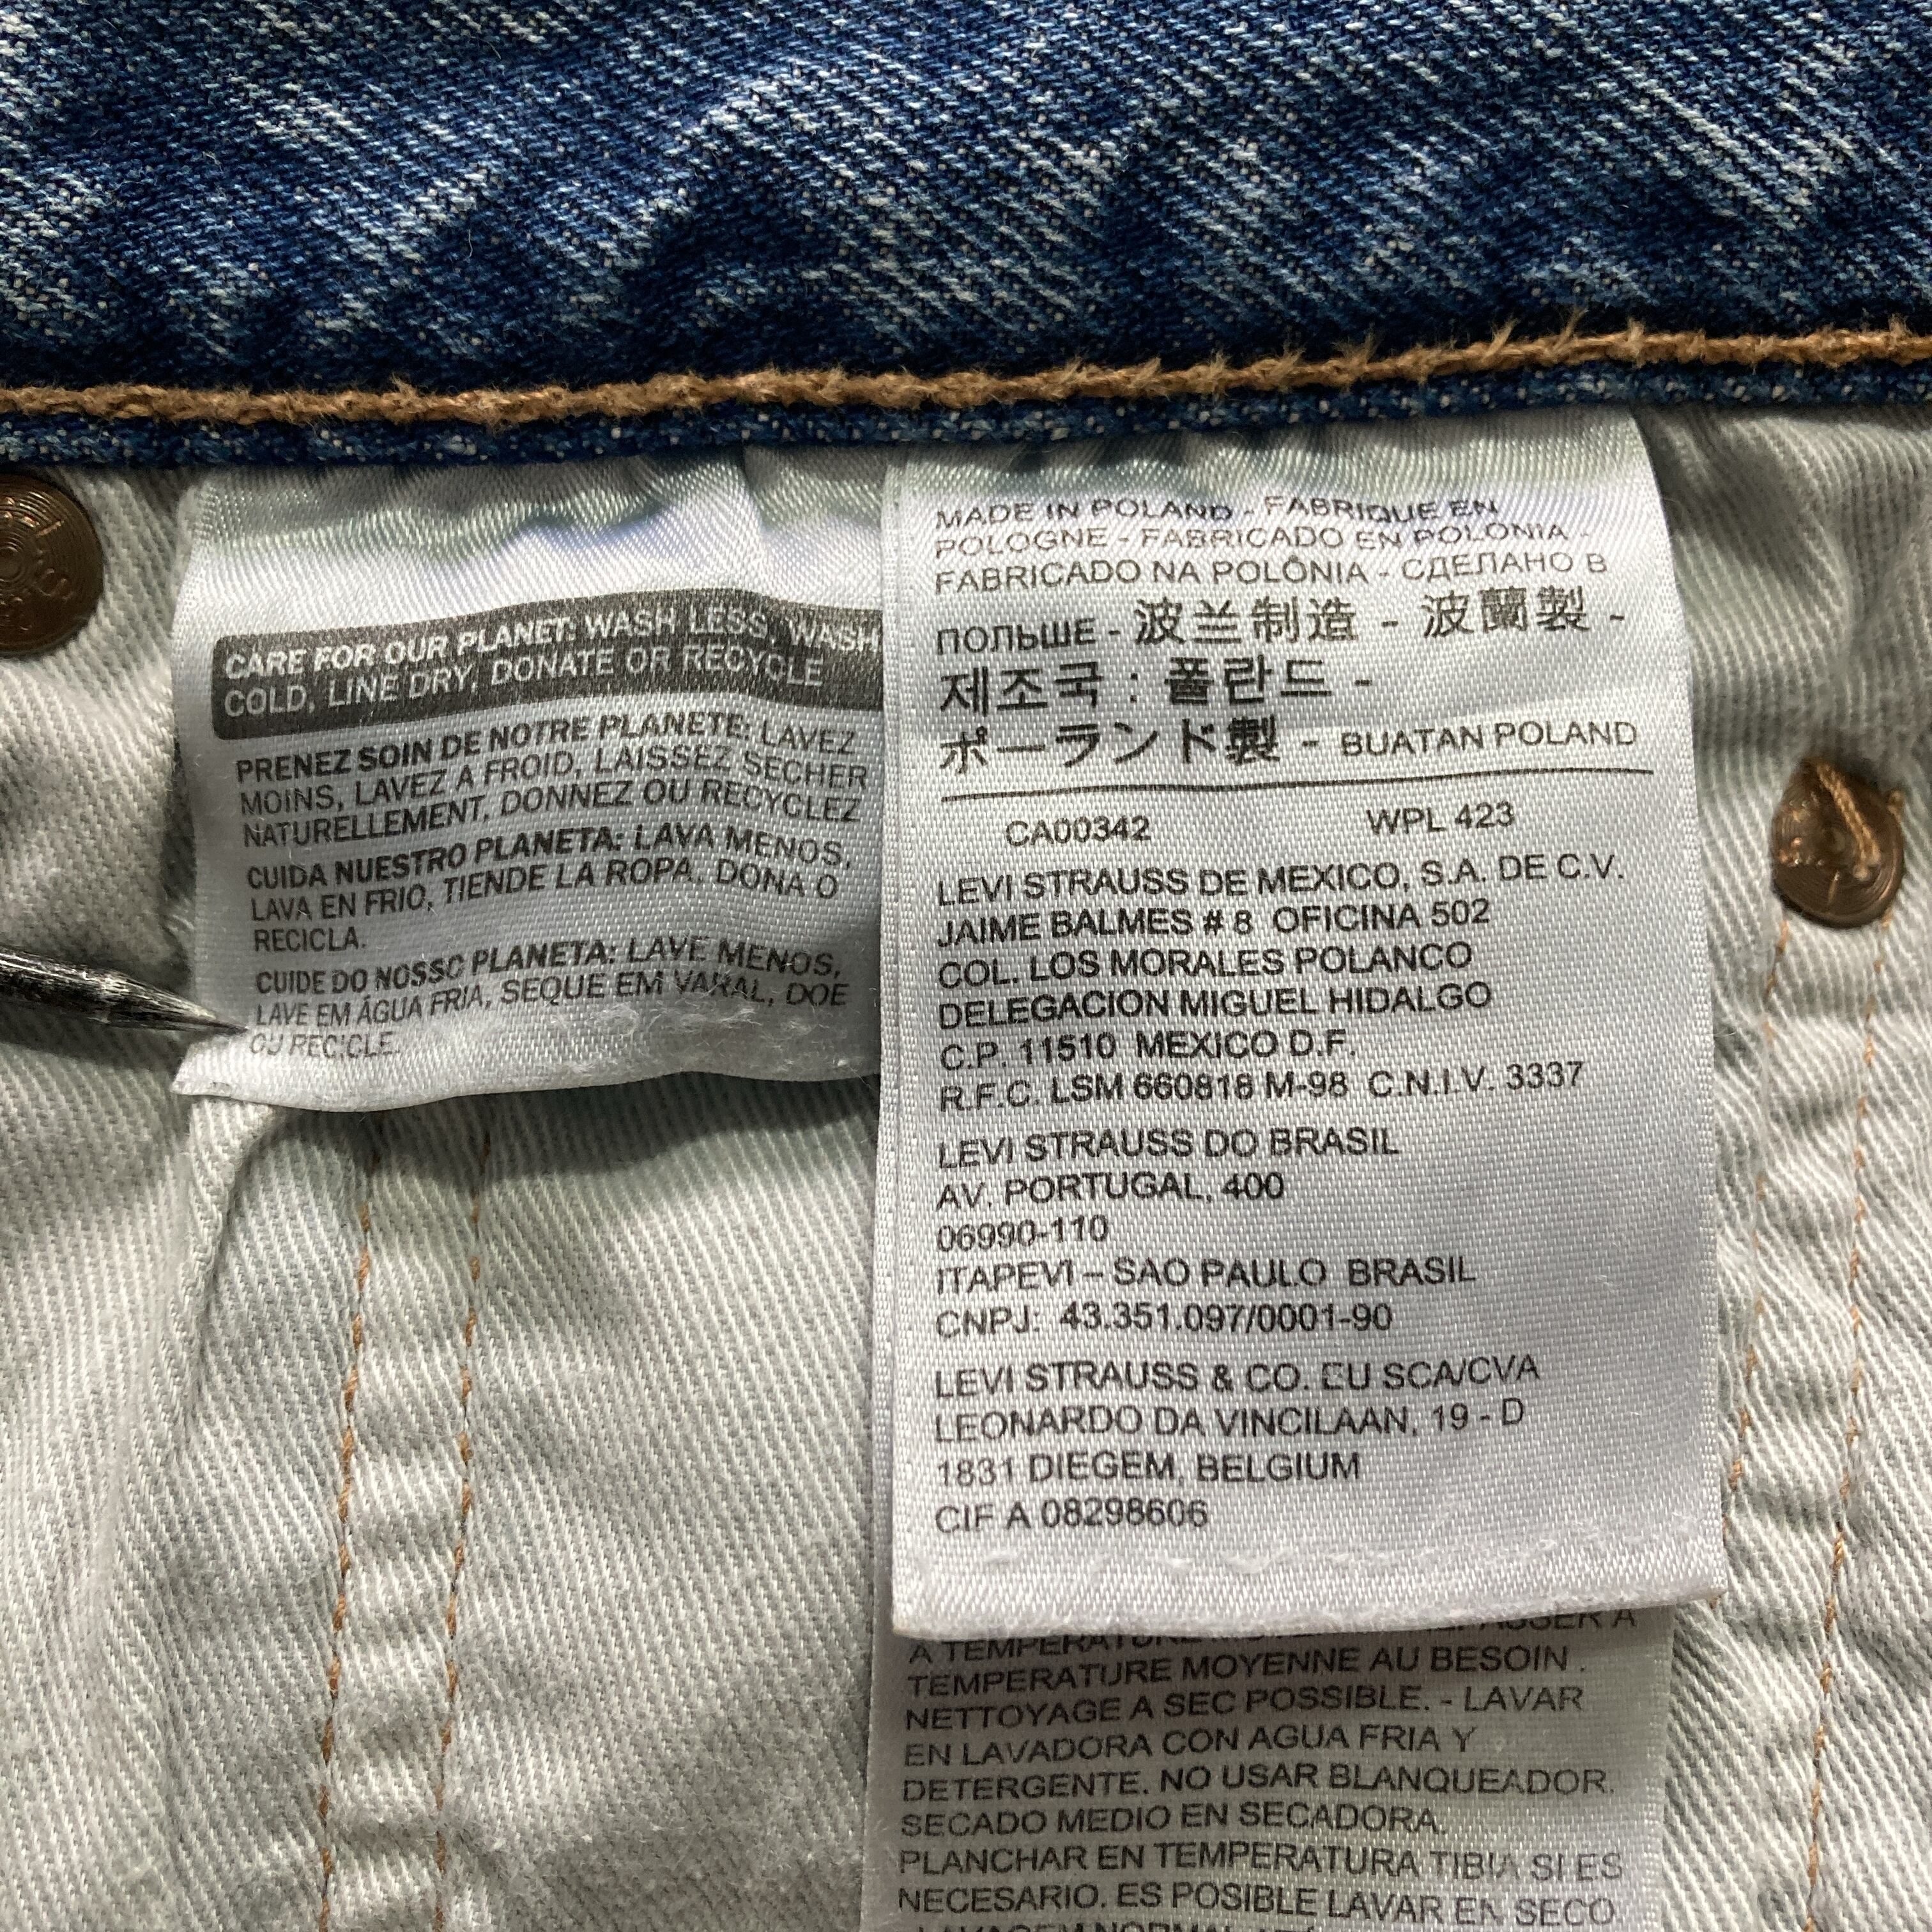 CARE FOR OUR PLANET: WASH LESS, WASH
COLD, LINE DRY, DONATE OR RECYCLE
PRENEZ SOIN DE NOTRE PLANETE: LAVEZ
MOINS, LAVEZ A FROID, LAISSEZ SECHER
NATURELLEMENT, DONNEZ OU RECYCLEZ
CUIDA NUESTRO PLANETA: LAVA MENOS,
LAVA EN FRIO, TIENDE LA ROPA, DONA O
RECICLA.
CUIDE DO NOSSO PLANETA: LAVE MENOS,
LAVE EM ÁGUA FRIA, SEQUE EM VARAL, DOE
OU RECICLE.
MADE IN POLAND - FABRIQUE EN
POLOGNE - FABRICADO EN POLONIA -
FABRICADO NA POLÔNIA - СДЕЛАНО В
ПОЛЬШЕ - 波兰制造 - 波蘭製 -
제조국 : 폴란드 -
ポーランド製 - BUATAN POLAND
CA00342 WPL 423
LEVI STRAUSS DE MEXICO, S.A. DE C.V.
JAIME BALMES # 8 OFICINA 502
COL. LOS MORALES POLANCO
DELEGACION MIGUEL HIDALGO
C.P. 11510 MEXICO D.F.
R.F.C. LSM 660818 M-98 C.N.I.V. 3337
LEVI STRAUSS DO BRASIL
AV. PORTUGAL, 400
06990-110
ITAPEVI – SAO PAULO BRASIL
CNPJ: 43.351.097/0001-90
LEVI STRAUSS & CO. EU SCA/CVA
LEONARDO DA VINCILAAN, 19 - D
1831 DIEGEM, BELGIUM
CIF A 08298606
A TEMPERATURE
TEMPERATURE MOYENNE AU BESOIN .
NETTOYAGE A SEC POSSIBLE. - LAVAR
EN LAVADORA CON AGUA FRIA Y
DETERGENTE. NO USAR BLANQUEADOR.
SECADO MEDIO EN SECADORA.
PLANCHAR EN TEMPERATURA TIBIA SI ES
NECESARIO. ES POSIBLE LAVAR EN SECO